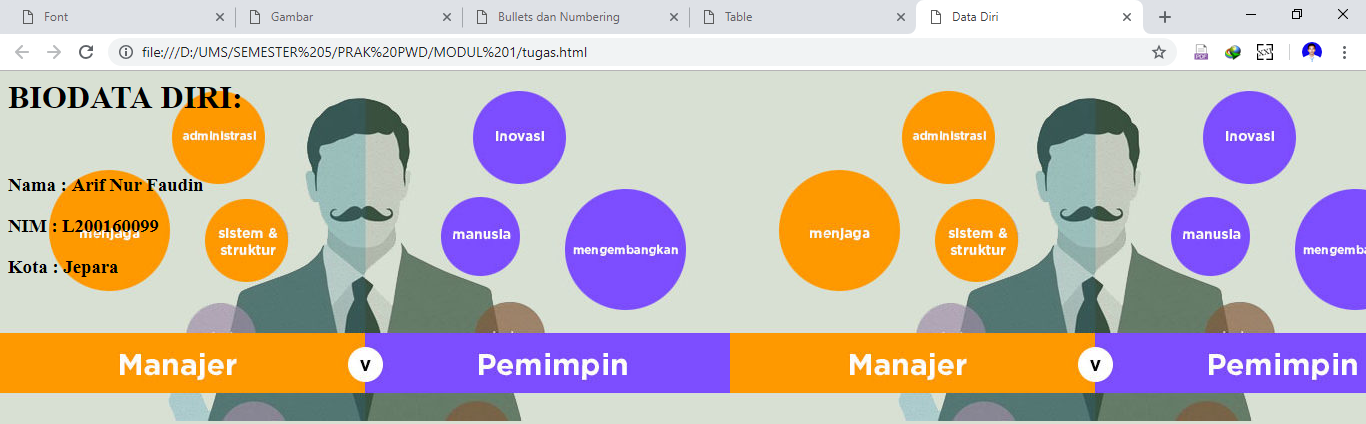 Font
Gambar
Bullets dan Numbering
Table
Data Diri
file:///D:/UMS/SEMESTER%205/PRAK%20PWD/MODUL%201/tugas.html
BIODATA DIRI:
administrasi
inovasi
administrasi
inovasi
Nama : Arif Nur Faudin
NIM : L200160099
menjaga
sistem &
struktur
manusia
mengembangkan
menjaga
sistem &
struktur
manusia
mengemba
Kota : Jepara
Manajer
v
Pemimpin
Manajer
v
Pemimpin